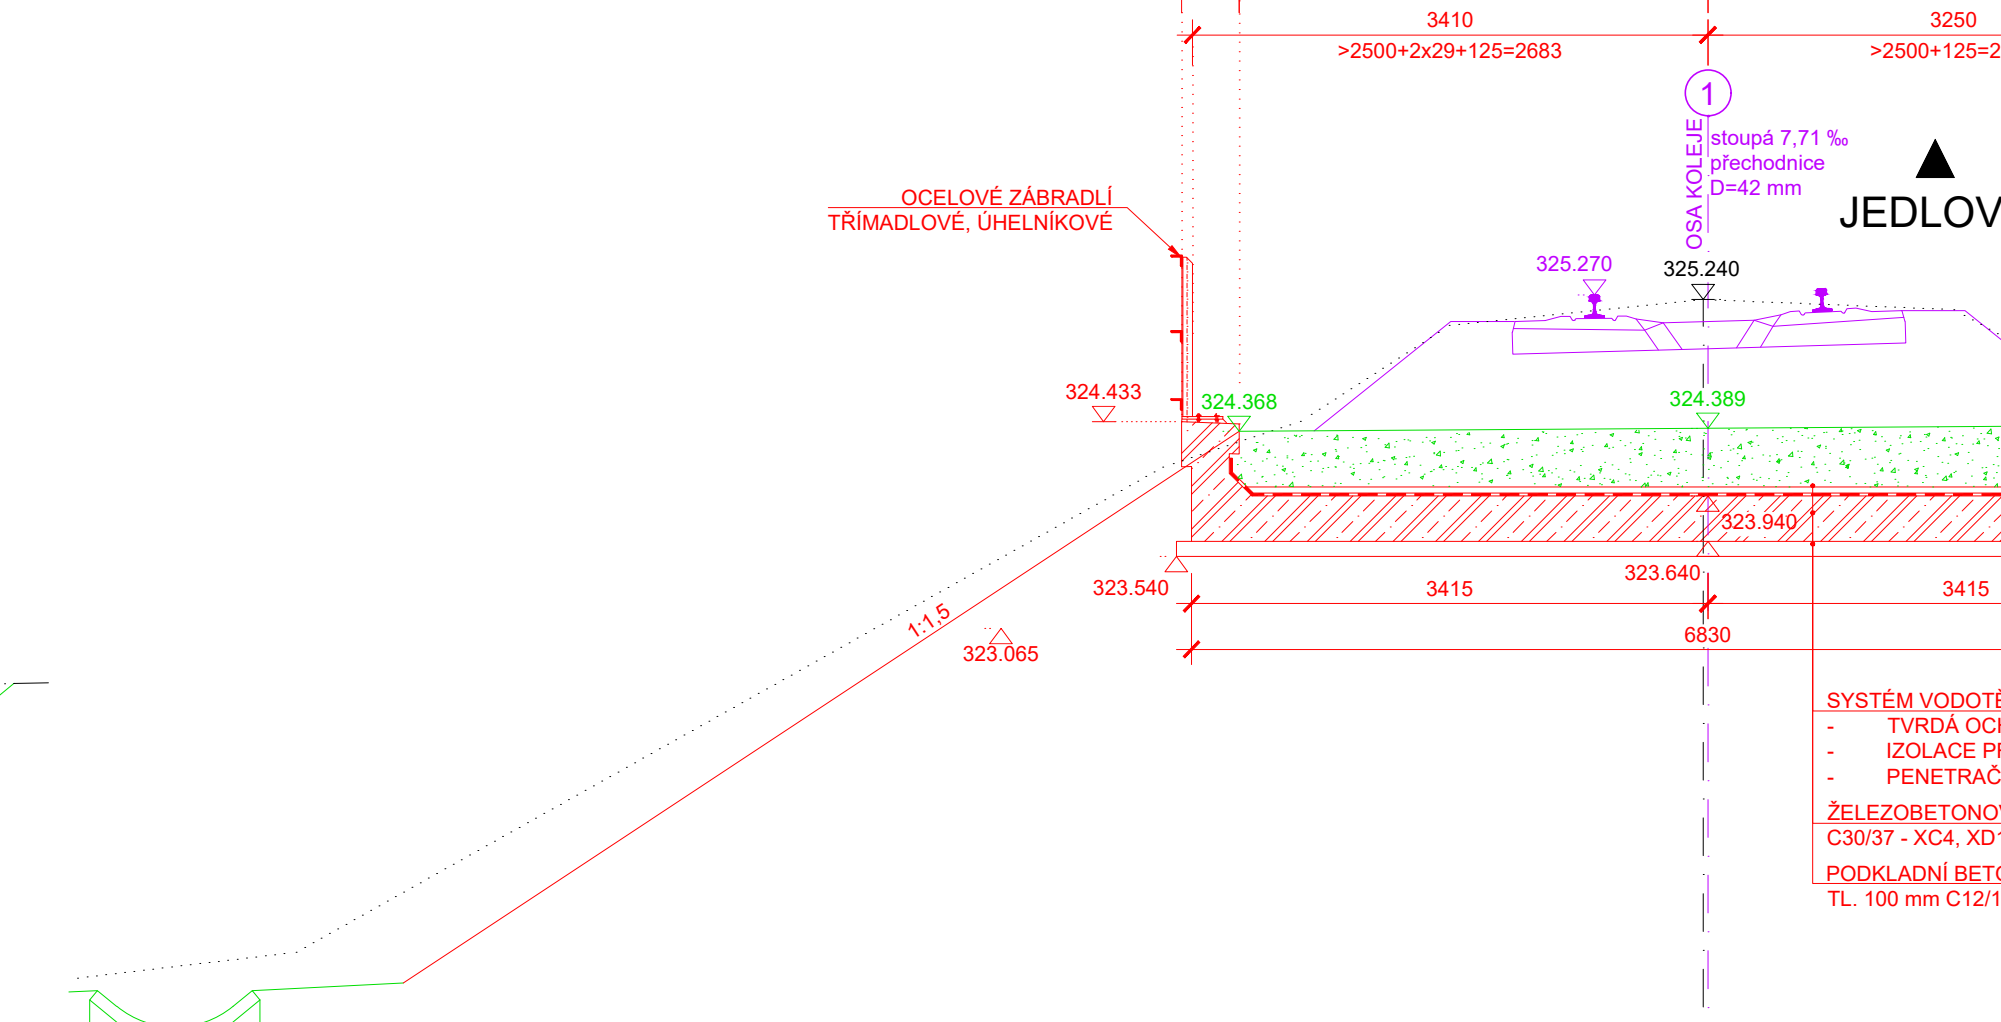 3410
3250
>2500+2x29+125=2683
>2500+125=2
1
OSA KOLEJE
stoupá 7,71 ‰
přechodnice
D=42 mm
JEDLOV
OCELOVÉ ZÁBRADLÍ
TŘÍMADLOVÉ, ÚHELNÍKOVÉ
325.270
325.240
324.433
324.368
324.389
323.940
323.540
323.640
3415
3415
1:1,5
323.065
6830
SYSTÉM VODOTĚ
- TVRDÁ OCH
- IZOLACE PŘ
- PENETRAČ
ŽELEZOBETONOV
C30/37 - XC4, XD1
PODKLADNÍ BETO
TL. 100 mm C12/1